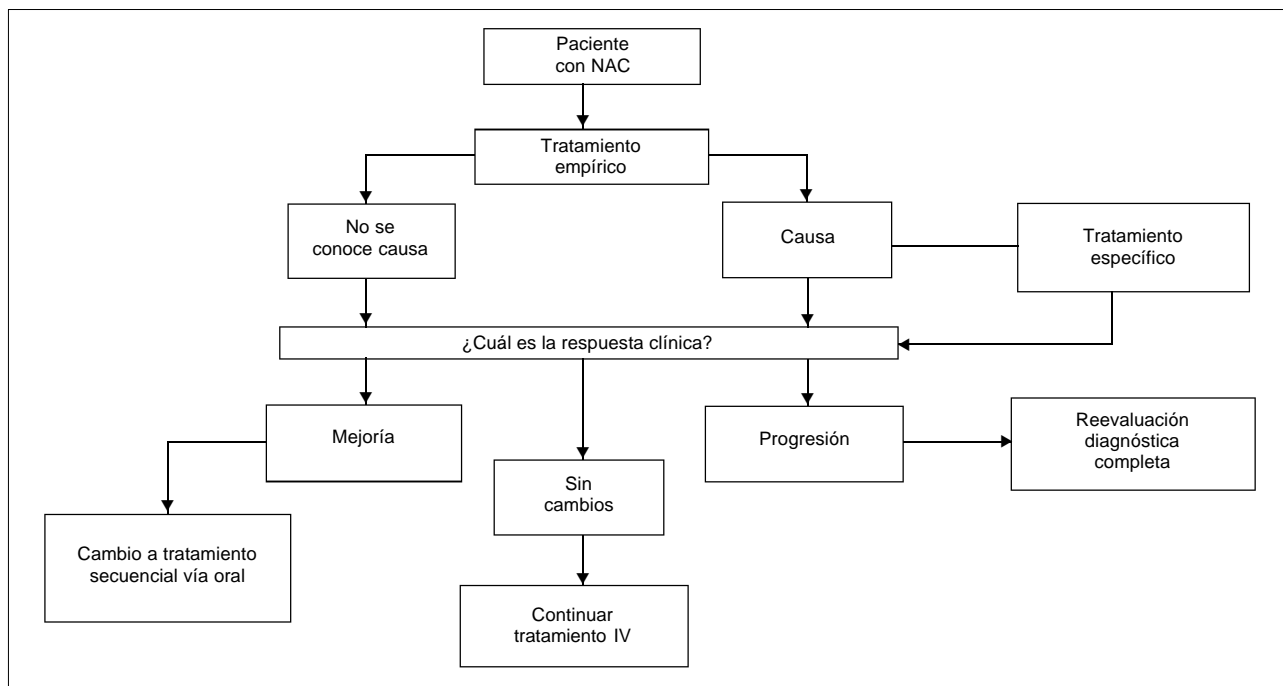 Paciente
con NAC
Tratamiento
empírico
No se
conoce causa
Causa
Tratamiento
específico
¿Cuál es la respuesta clínica?
Mejoría
Progresión
Reevaluación
diagnóstica
completa
Sin
cambios
Cambio a tratamiento
secuencial vía oral
Continuar
tratamiento IV